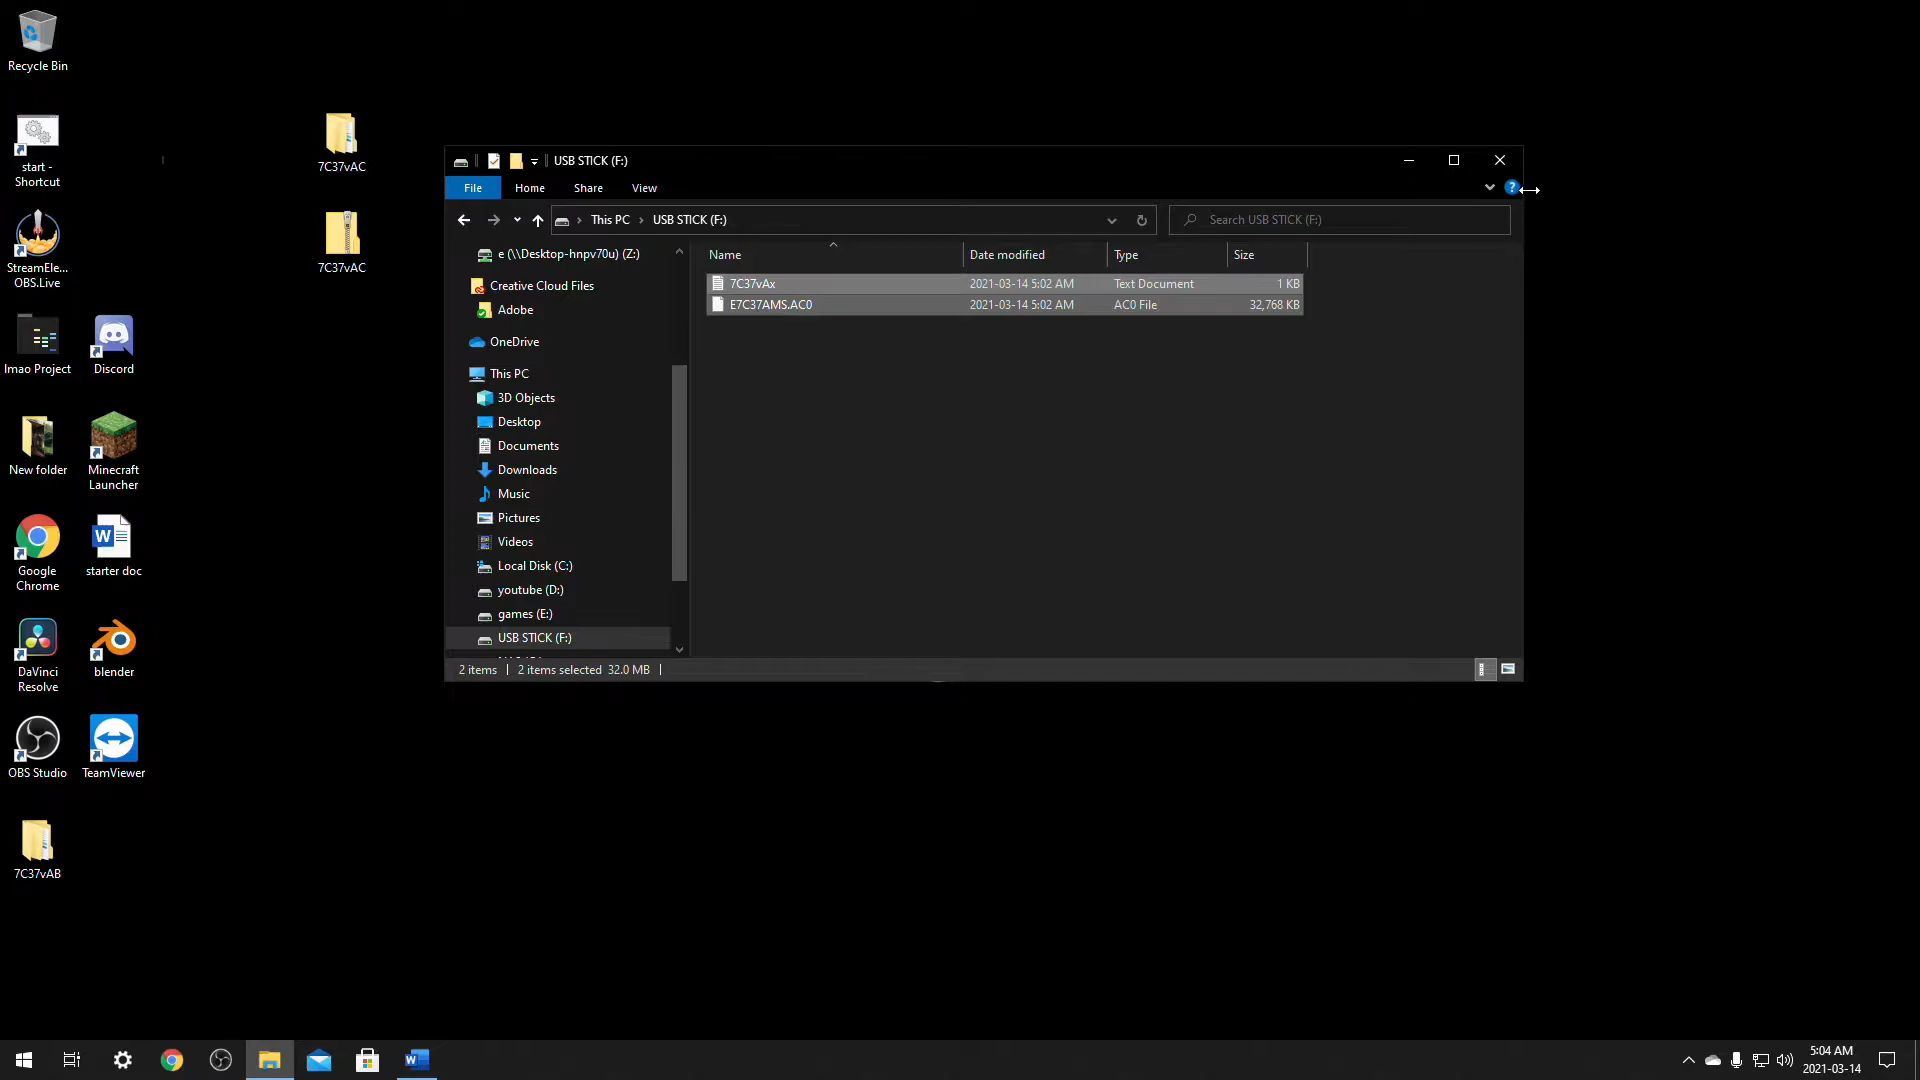 Recycle Bin
start -
Shortcut
StreamEle...
OBS.Live
lmao Project
Discord
New folder
Minecraft
Launcher
Google
Chrome
starter doc
DaVinci
Resolve
blender
OBS Studio
TeamViewer
7C37vAB
7C37vAC
7C37vAC
USB STICK (F:)
File
Home
Share
View
?
This PC
USB STICK (F:)
Search USB STICK (F:)
e (\\Desktop-hnpv70u) (Z:)
Creative Cloud Files
Adobe
OneDrive
This PC
3D Objects
Desktop
Documents
Downloads
Music
Pictures
Videos
Local Disk (C:)
youtube (D:)
games (E:)
USB STICK (F:)
Name
Date modified
Type
Size
7C37vAx
2021-03-14 5:02 AM
Text Document
1 KB
E7C37AMS.AC0
2021-03-14 5:02 AM
AC0 File
32,768 KB
2 items
2 items selected 32.0 MB
5:04 AM
2021-03-14